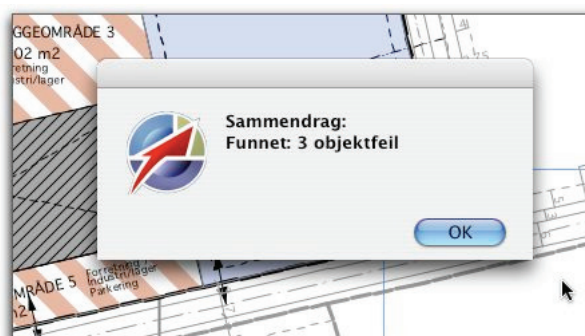 GGEOMRÅDE 3
02 m2
retning
stri/lager
Sammendrag:
Funnet: 3 objektfeil
OK
MRÅDE 5
Forretning /
Industri/lager
Parkering